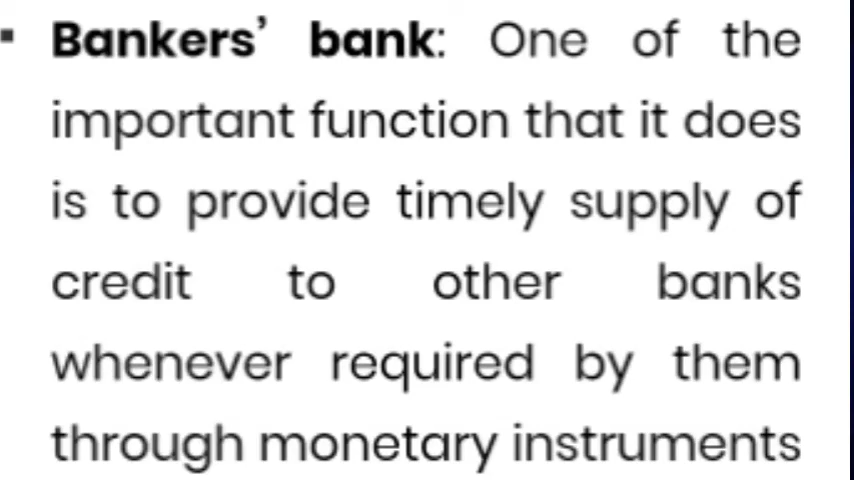 ▪ Bankers’ bank: One of the
important function that it does
is to provide timely supply of
credit to other banks
whenever required by them
through monetary instruments